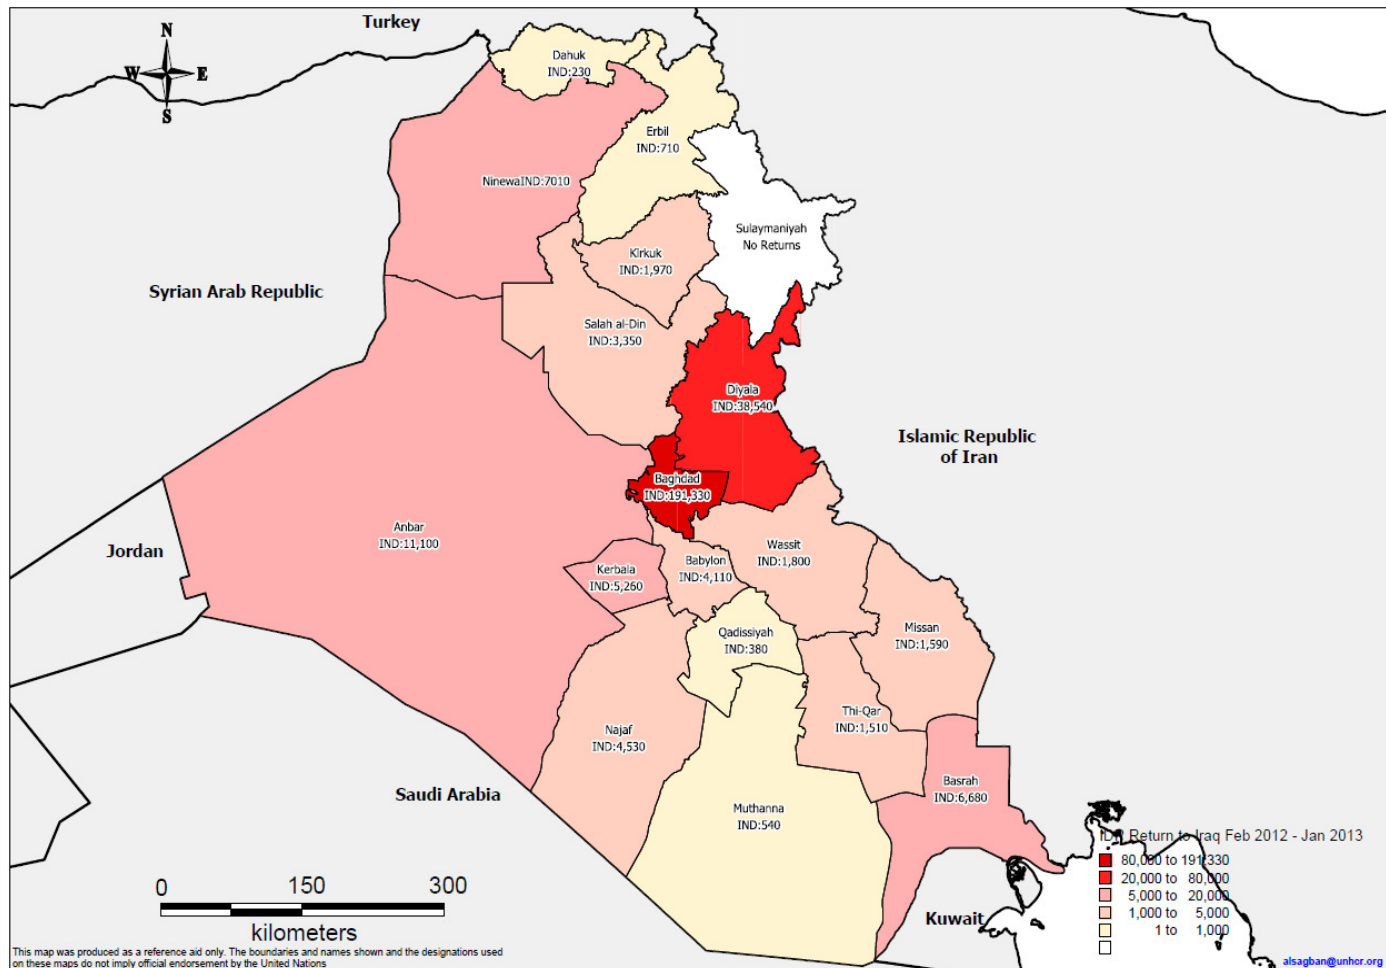 Turkey
N
W E
S
Dahuk
IND:230
Erbil
IND:710
NinewaIND:7010
Sulaymaniyah
No Returns
Kirkuk
IND:1,970
Syrian Arab Republic
Salah al-Din
IND:3,350
Diyala
IND:38,540
Islamic Republic
of Iran
Baghdad
IND:191,330
Anbar
IND:11,100
Jordan
Wassit
IND:1,800
Babylon
IND:4,110
Kerbala
IND:5,260
Qadissiyah
IND:380
Missan
IND:1,590
Thi-Qar
IND:1,510
Najaf
IND:4,530
Saudi Arabia
Basrah
IND:6,680
Muthanna
IND:540
IDP Return to Iraq Feb 2012 - Jan 2013
80,000 to 191,330
20,000 to 80,000
5,000 to 20,000
1,000 to 5,000
1 to 1,000
Kuwait
0 150 300
kilometers
This map was produced as a reference aid only. The boundaries and names shown and the designations used
on these maps do not imply official endorsement by the United Nations
alsagban@unhcr.org